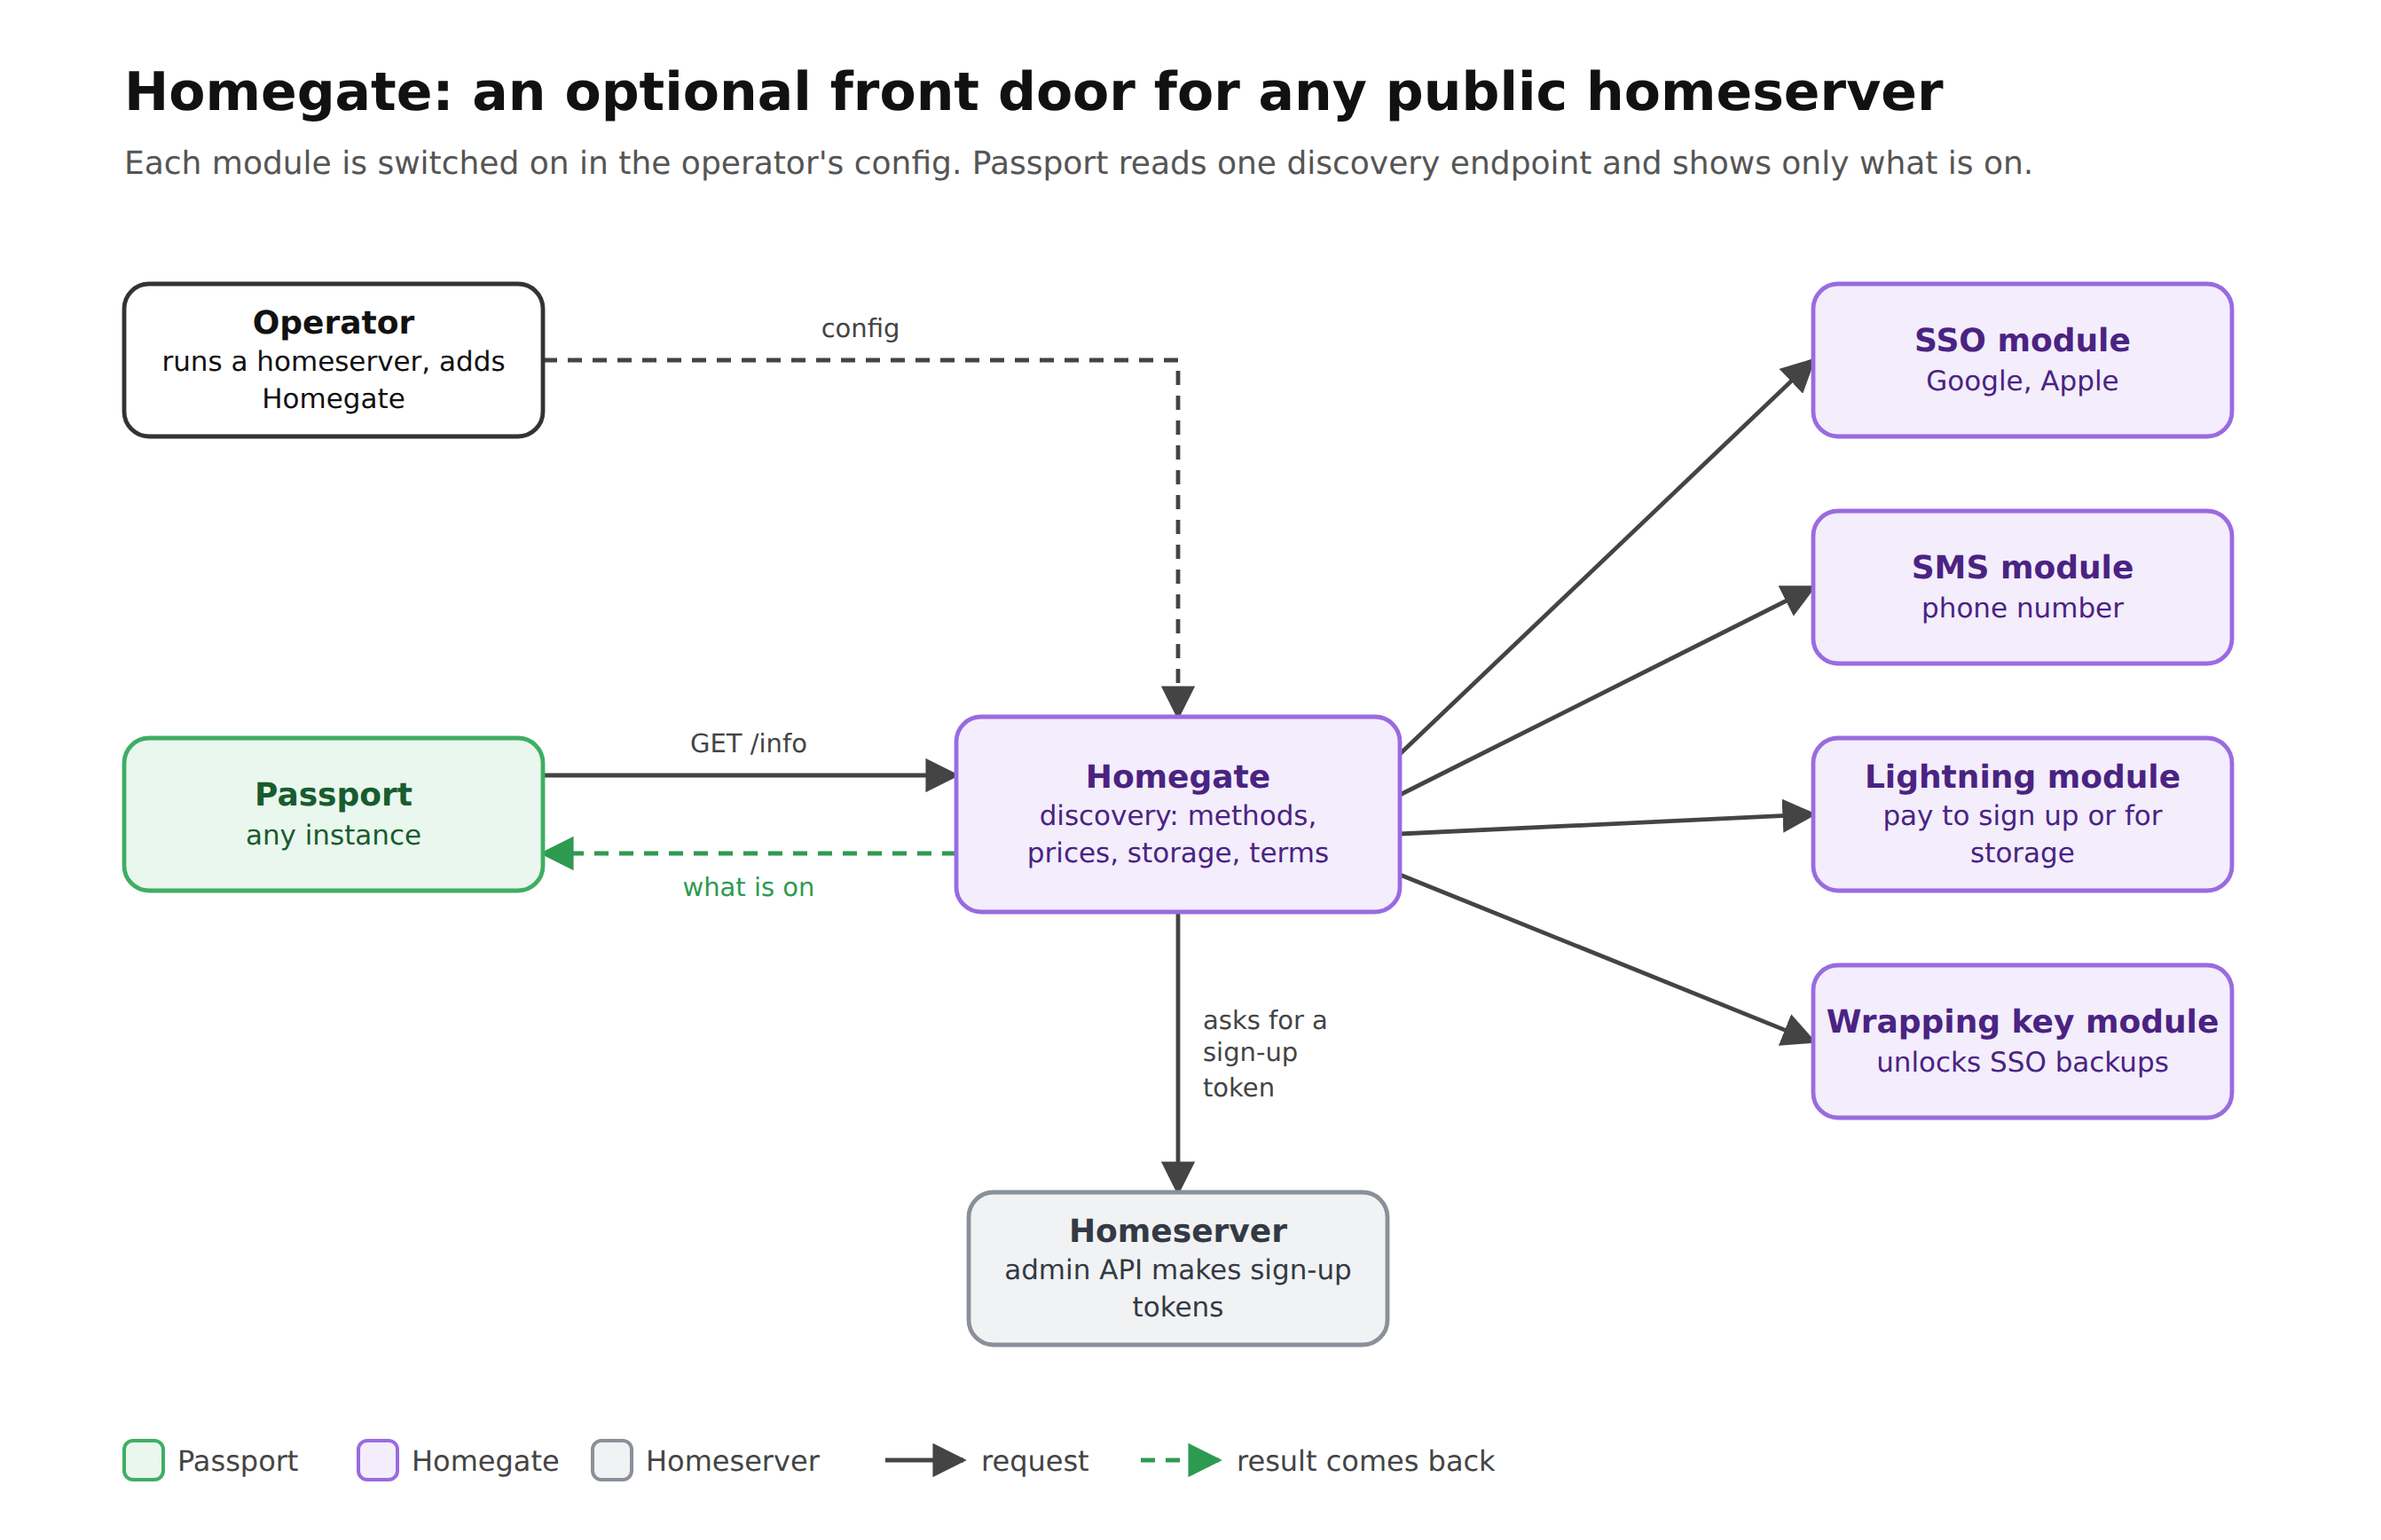 Homegate: an optional front door for any public homeserver
Each module is switched on in the operator's config. Passport reads one discovery endpoint and shows only what is on.
Operator
runs a homeserver, adds
Homegate
config
SSO module
Google, Apple
SMS module
phone number
Passport
any instance
GET /info
what is on
Homegate
discovery: methods,
prices, storage, terms
Lightning module
pay to sign up or for
storage
Wrapping key module
unlocks SSO backups
asks for a
sign-up
token
Homeserver
admin API makes sign-up
tokens
Passport
Homegate
Homeserver
request
result comes back